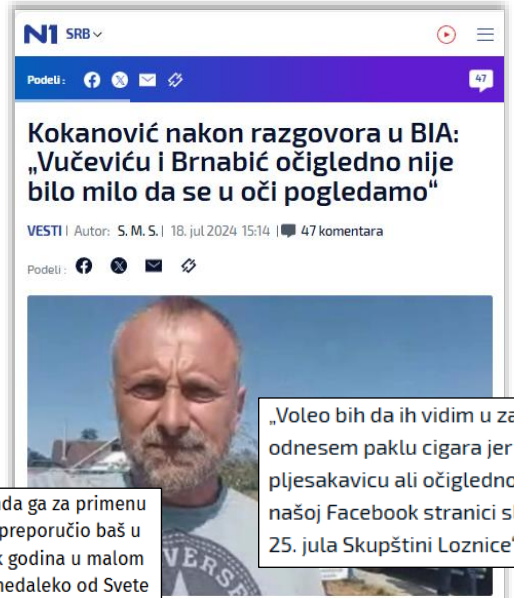 N1 SRB
Podeli :
47
Kokanović nakon razgovora u BIA:
„Vučeviću i Brnabić očigledno nije
bilo milo da se u oči pogledamo“
VESTI | Autor: S. M. S. | 18. jul 2024 15:14 | 47 komentara
Podeli :
„Voleo bih da ih vidim u za
odnesem paklu cigara jer
pljesakavicu ali očigledno
našoj Facebook stranici s
25. jula Skupštini Loznice“
da ga za primenu
preporučio baš u
k godina u malom
nedaleko od Svete
VERS